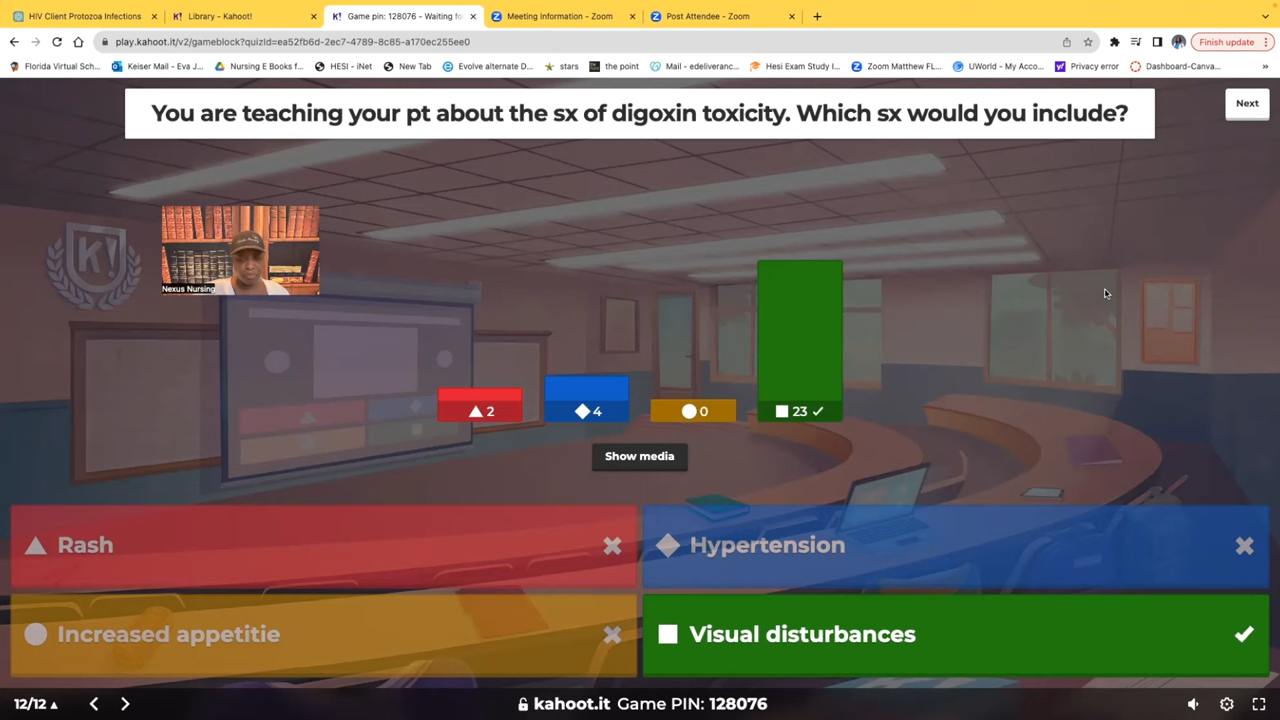 HIV Client Protozoa Infections
Library - Kahoot!
Game pin: 128076 - Waiting fo
Meeting Information - Zoom
Post Attendee - Zoom
play.kahoot.it/v2/gameblock?quizId=ea52fb6d-2ec7-4789-8c85-a170ec255ee0
Finish update
Florida Virtual Sch...
Keiser Mail - Eva J...
Nursing E Books f...
HESI - iNet
New Tab
Evolve alternate D...
stars
the point
Mail - edeliveranc...
Hesi Exam Study I...
Zoom Matthew FL...
UWorld - My Acco...
Privacy error
Dashboard-Canva...
»
You are teaching your pt about the sx of digoxin toxicity. Which sx would you include?
Next
K!
Nexus Nursing
2
4
0
23
Show media
Rash
Hypertension
Increased appetitie
Visual disturbances
12/12
kahoot.it Game PIN: 128076